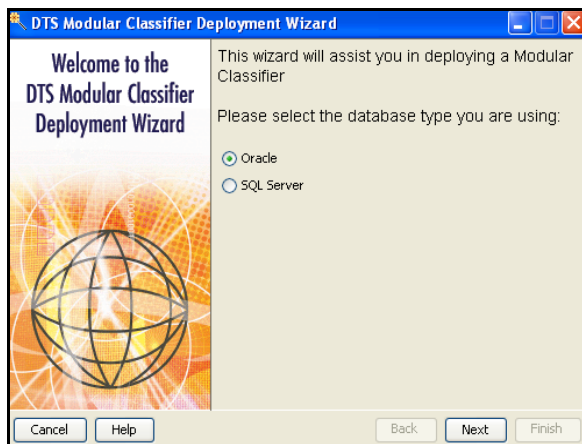 DTS Modular Classifier Deployment Wizard
Welcome to the
DTS Modular Classifier
Deployment Wizard
This wizard will assist you in deploying a Modular
Classifier
Please select the database type you are using:
Oracle
SQL Server
Cancel
Help
Back
Next
Finish